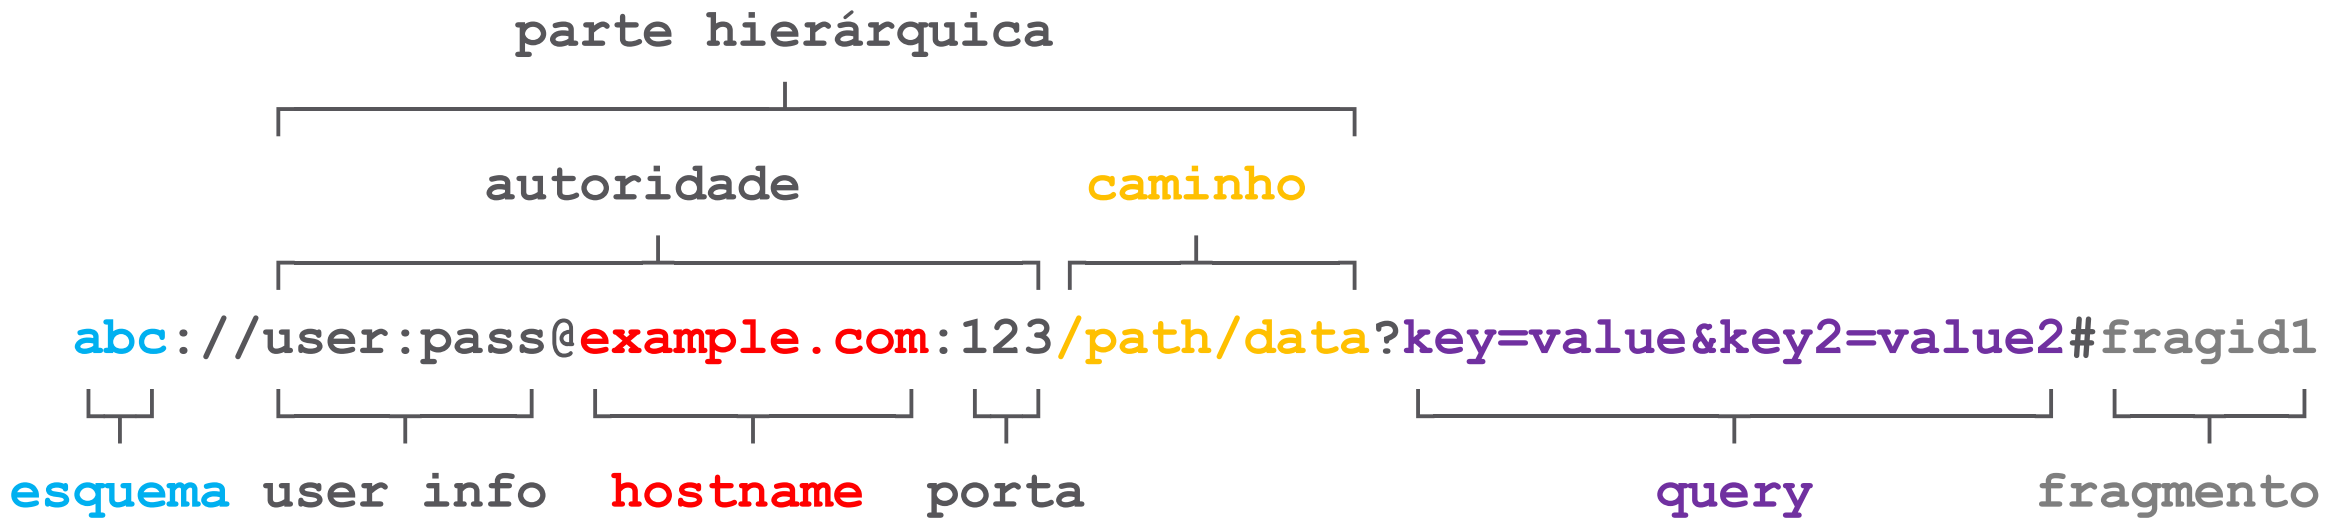 parte hierárquica
autoridade caminho
abc://user:pass@example.com:123/path/data?key=value&key2=value2#fragid1
esquema user info hostname porta query fragmento